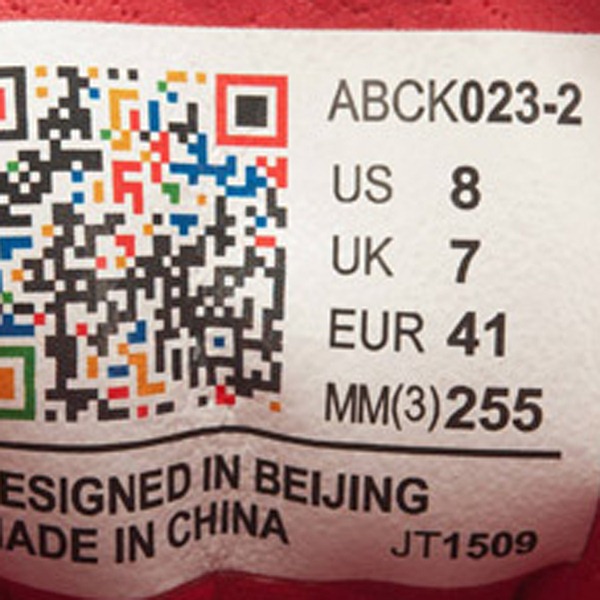 ABCK023-2
US 8
UK 7
EUR 41
MM(3) 255
ESIGNED IN BEIJING
ADE IN CHINA
JT1509